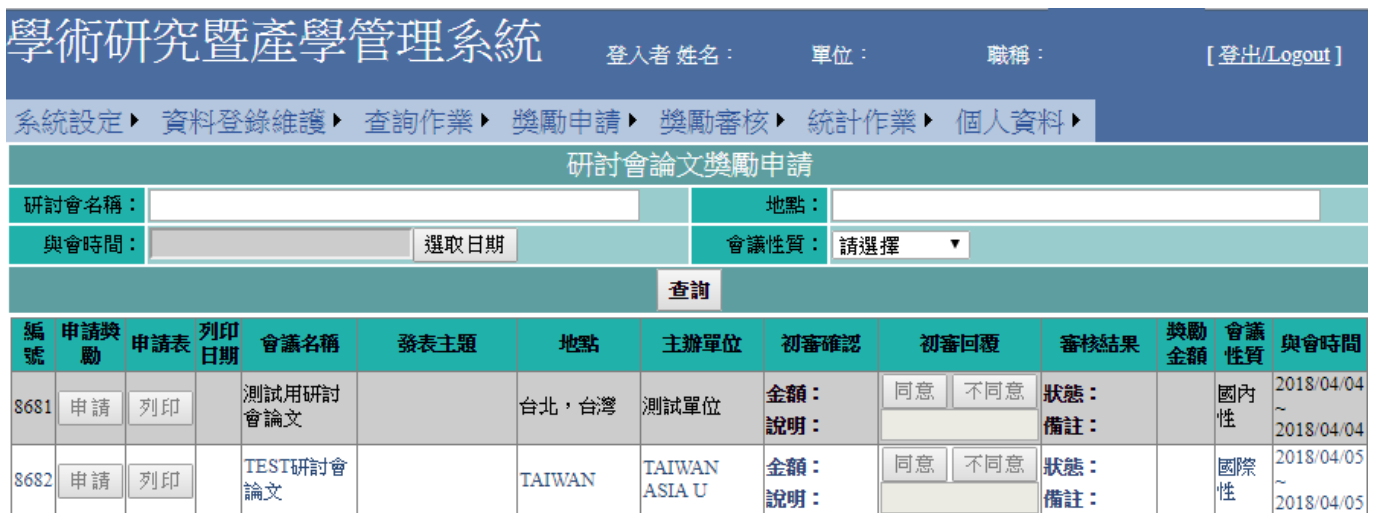 學術研究暨產學管理系統 登入者 姓名： 單位： 職稱： [ 登出/Logout ]
系統設定 資料登錄維護 查詢作業 獎勵申請 獎勵審核 統計作業 個人資料
研討會論文獎勵申請
研討會名稱： 地點：
與會時間： 選取日期 會議性質： 請選擇
查詢
編號 申請獎勵 申請表 列印日期 會議名稱 發表主題 地點 主辦單位 初審確認 初審回覆 審核結果 獎勵金額 會議性質 與會時間
8681 申請 列印 測試用研討會論文 台北，台灣 測試單位 金額： 說明： 同意 不同意 狀態： 備註： 國內性 2018/04/04 ~ 2018/04/04
8682 申請 列印 TEST研討會論文 TAIWAN TAIWAN ASIA U 金額： 說明： 同意 不同意 狀態： 備註： 國際性 2018/04/05 ~ 2018/04/05